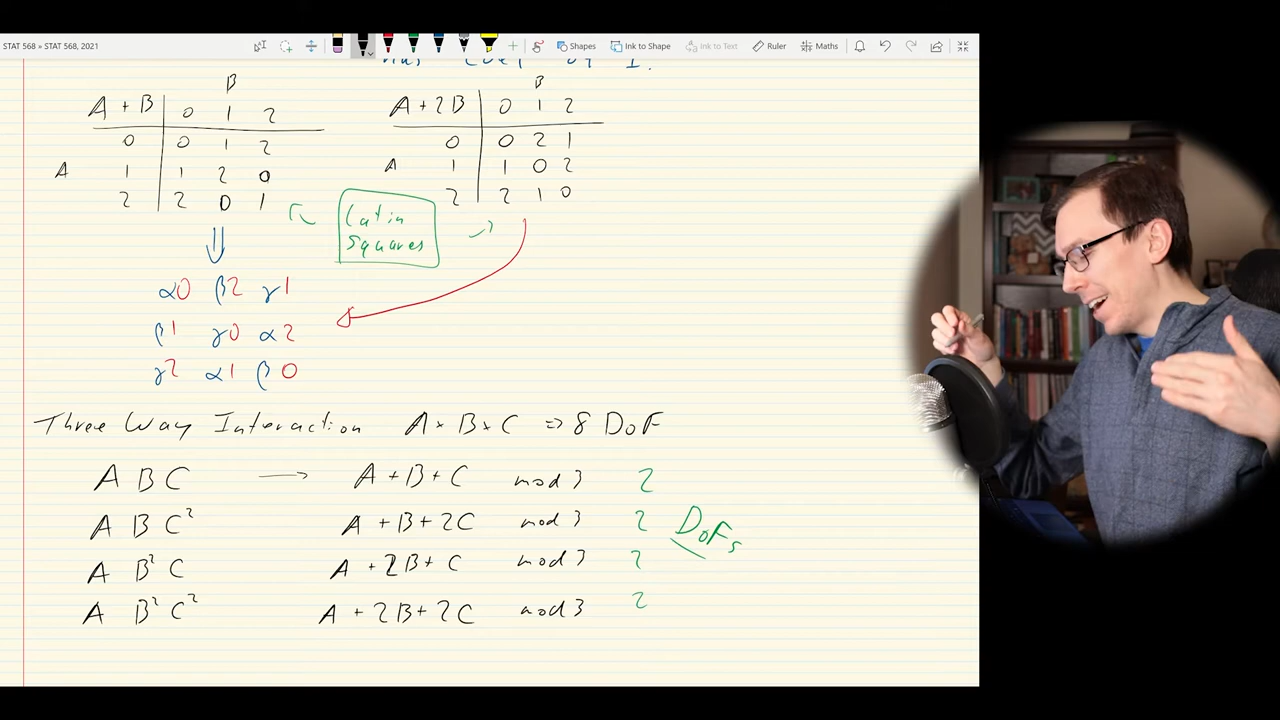 STAT 568 » STAT 568, 2021
Shapes Ink to Shape Ink to Text Ruler Maths
B B
A + B 0 1 2 A + 2B 0 1 2
0 0 1 2 0 0 2 1
A 1 1 2 0 A 1 1 0 2
2 2 0 1 2 2 1 0
Latin
Squares
⇓
α0 β2 γ1
β1 γ0 α2
γ2 α1 β0
Three Way Interaction A × B × C ⇒ 8 DoF
A B C → A + B + C mod 3 2
A B C² A + B + 2C mod 3 2 DoFs
A B² C A + 2B + C mod 3 2
A B² C² A + 2B + 2C mod 3 2